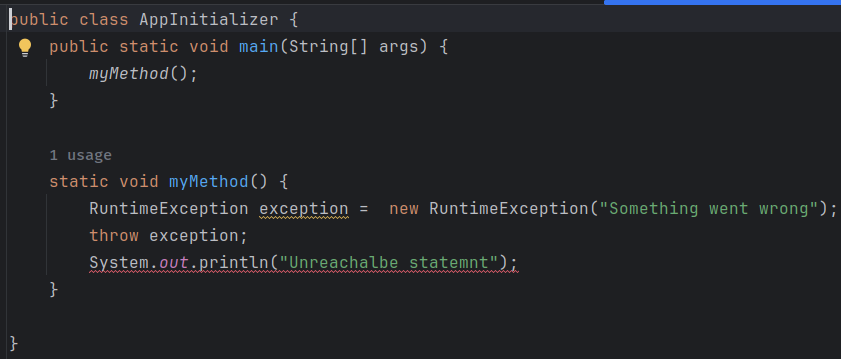 public class AppInitializer {
public static void main(String[] args) {
myMethod();
}
1 usage
static void myMethod() {
RuntimeException exception =  new RuntimeException("Something went wrong");
throw exception;
System.out.println("Unreachalbe statemnt");
}
}